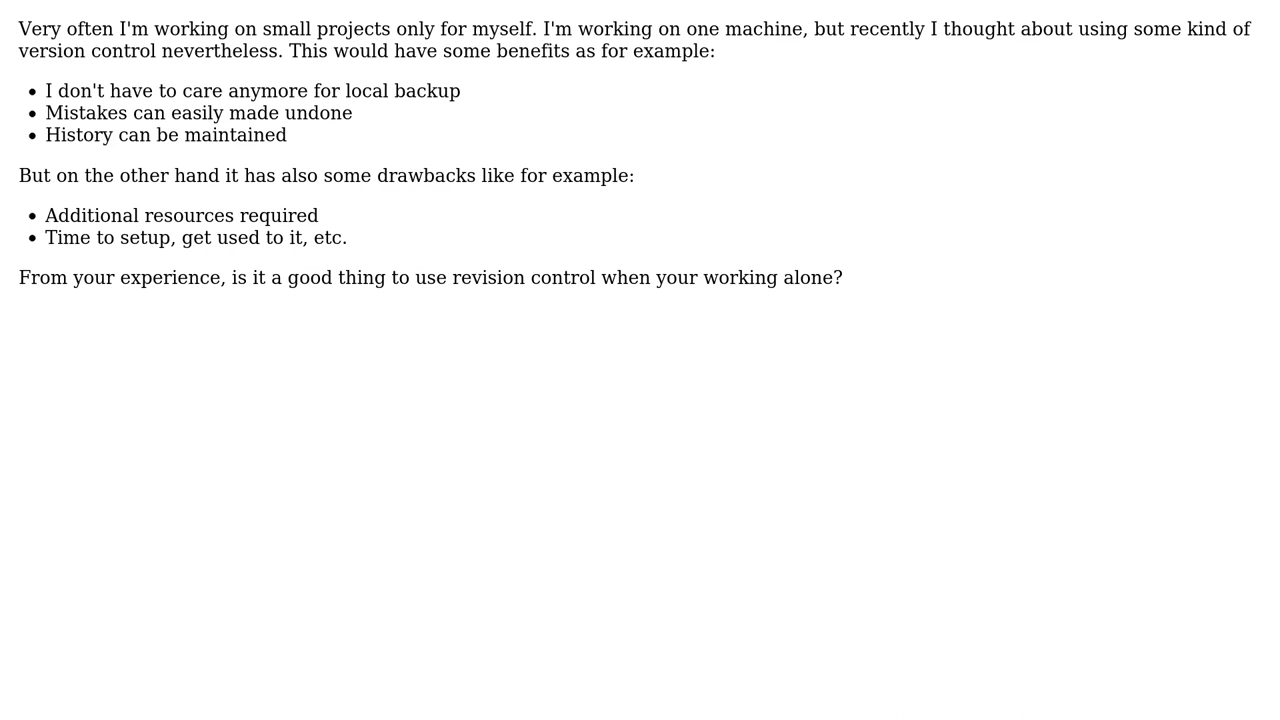 Very often I'm working on small projects only for myself. I'm working on one machine, but recently I thought about using some kind of
version control nevertheless. This would have some benefits as for example:
• I don't have to care anymore for local backup
• Mistakes can easily made undone
• History can be maintained
But on the other hand it has also some drawbacks like for example:
• Additional resources required
• Time to setup, get used to it, etc.
From your experience, is it a good thing to use revision control when your working alone?